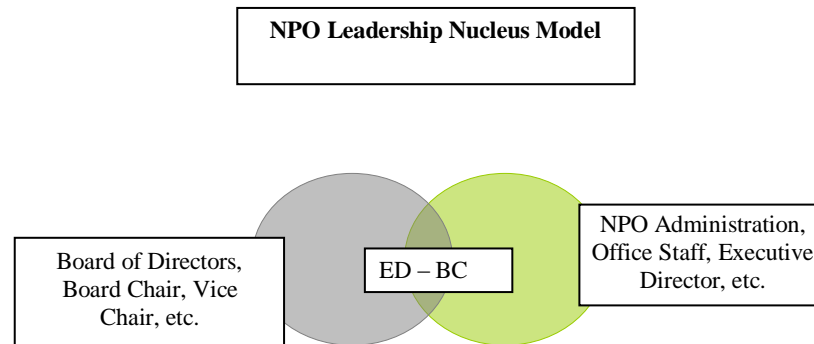 NPO Leadership Nucleus Model
Board of Directors,
Board Chair, Vice
Chair, etc.
ED – BC
NPO Administration,
Office Staff, Executive
Director, etc.